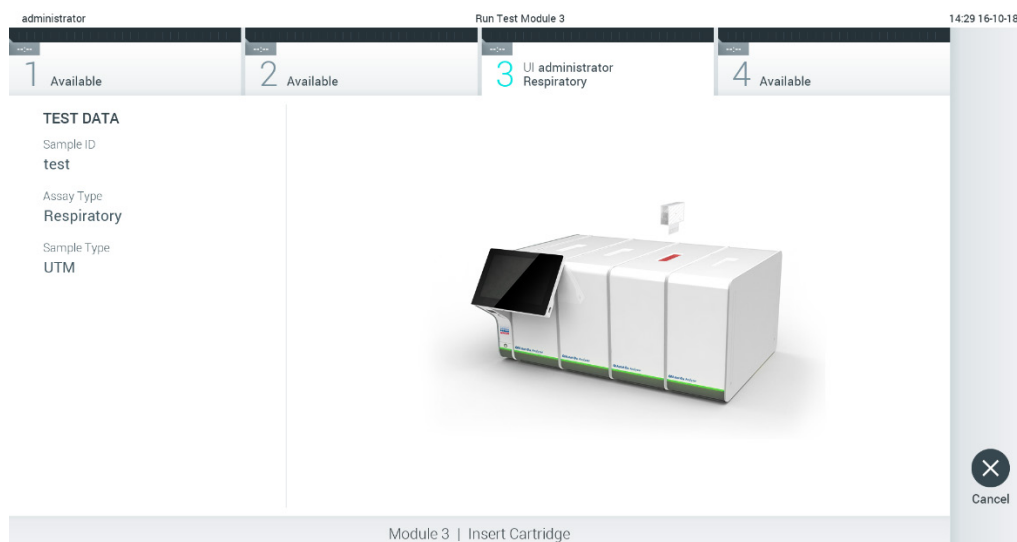 administrator
Run Test Module 3
14:29 16-10-18
--:--
--:--
--:--
--:--
1 Available
2 Available
3 UI administrator
Respiratory
4 Available
TEST DATA
Sample ID
test
Assay Type
Respiratory
Sample Type
UTM
Cancel
Module 3 | Insert Cartridge